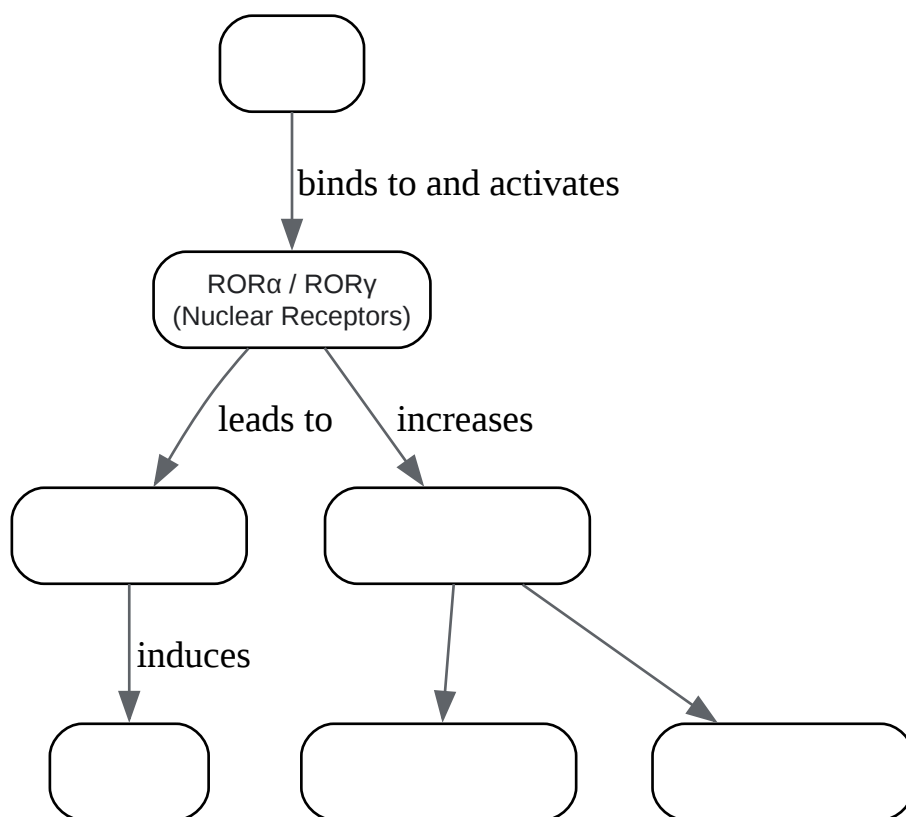 binds to and activates
RORα / RORγ
(Nuclear Receptors)
leads to
increases
induces